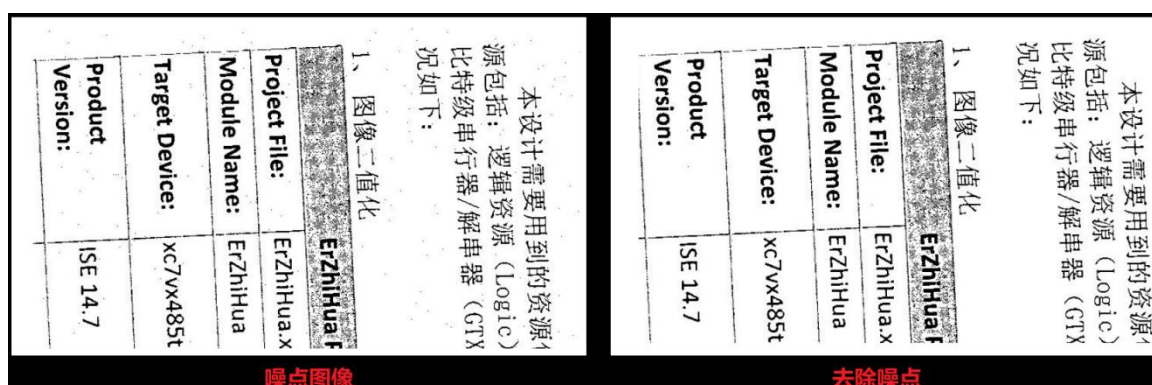 本设计需要用到的资源
源包括：逻辑资源（Logic）
比特级串行器/解串器（GTX
况如下：
1、 图像二值化
ErZhiHua
Project File: ErZhiHua.x
Module Name: ErZhiHua
Target Device: xc7vx485t
Product Version: ISE 14.7
噪点图像
本设计需要用到的资源
源包括：逻辑资源（Logic）
比特级串行器/解串器（GTX
况如下：
1、 图像二值化
ErZhiHua
Project File: ErZhiHua.x
Module Name: ErZhiHua
Target Device: xc7vx485t
Product Version: ISE 14.7
去除噪点